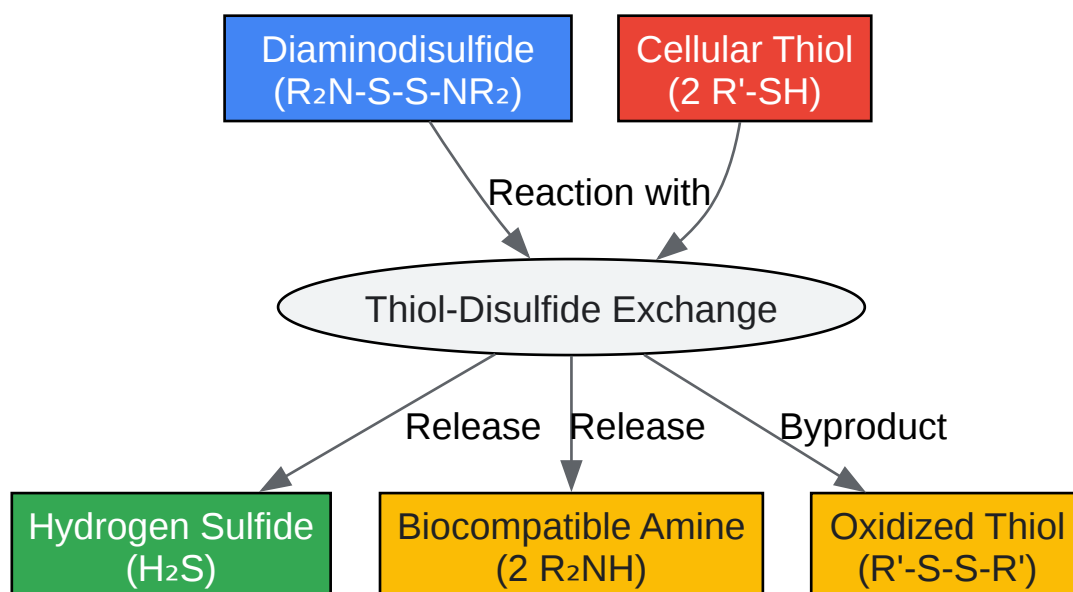 Diaminodisulfide
(R₂N-S-S-NR₂)
Cellular Thiol
(2 R'-SH)
Reaction with
Thiol-Disulfide Exchange
Release
Release
Byproduct
Hydrogen Sulfide
(H₂S)
Biocompatible Amine
(2 R₂NH)
Oxidized Thiol
(R'-S-S-R')